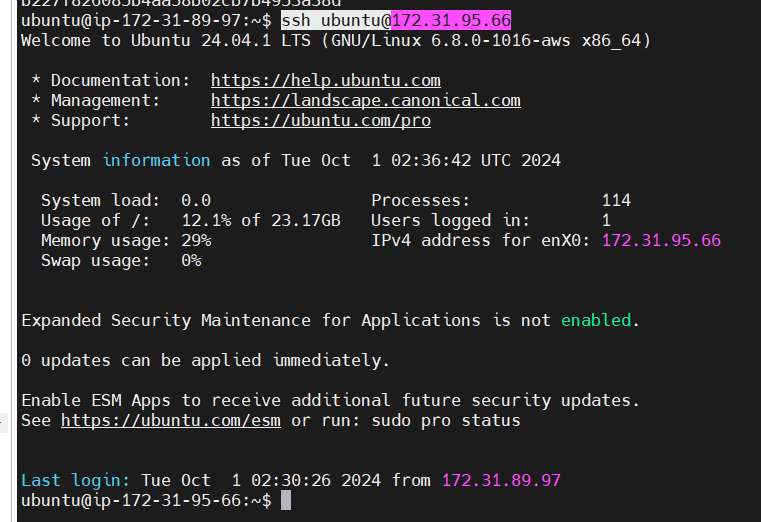 ubuntu@ip-172-31-89-97:~$ ssh ubuntu@172.31.95.66
Welcome to Ubuntu 24.04.1 LTS (GNU/Linux 6.8.0-1016-aws x86_64)
* Documentation: https://help.ubuntu.com
* Management: https://landscape.canonical.com
* Support: https://ubuntu.com/pro
System information as of Tue Oct 1 02:36:42 UTC 2024
System load: 0.0 Processes: 114
Usage of /: 12.1% of 23.17GB Users logged in: 1
Memory usage: 29% IPv4 address for enX0: 172.31.95.66
Swap usage: 0%
Expanded Security Maintenance for Applications is not enabled.
0 updates can be applied immediately.
Enable ESM Apps to receive additional future security updates.
See https://ubuntu.com/esm or run: sudo pro status
Last login: Tue Oct 1 02:30:26 2024 from 172.31.89.97
ubuntu@ip-172-31-95-66:~$